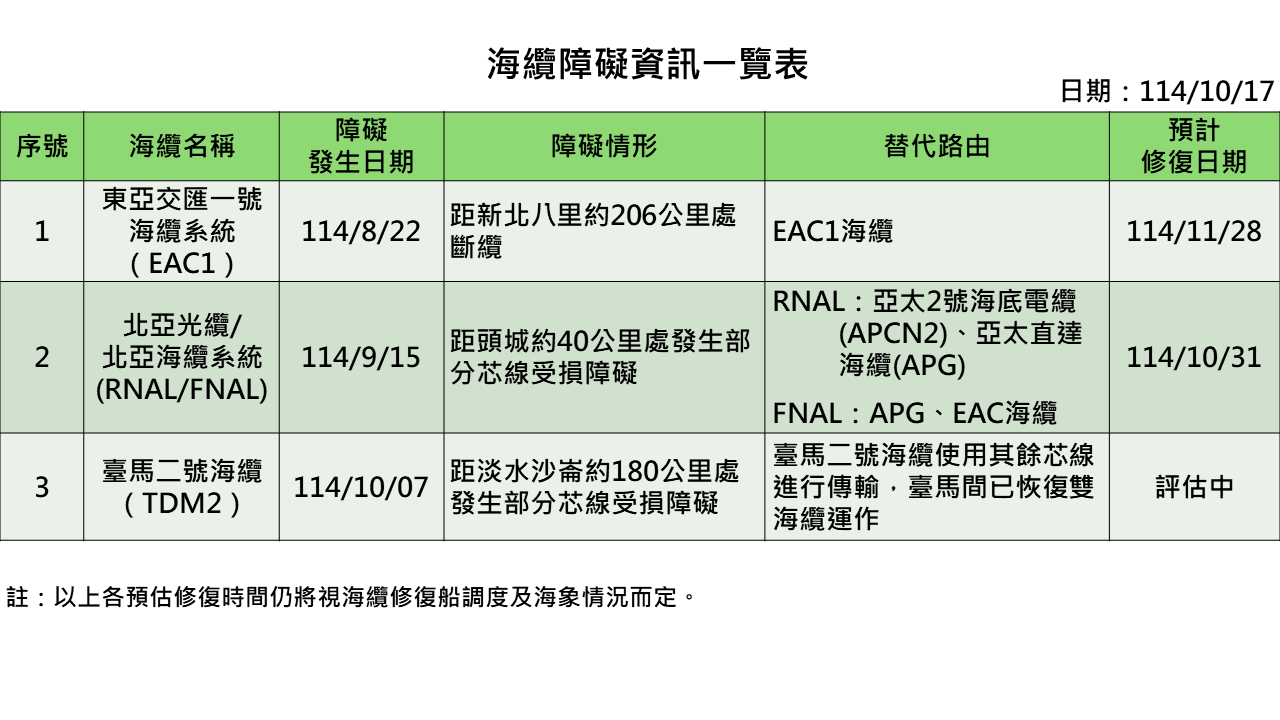 海纜障礙資訊一覽表
日期：114/10/17
序號
海纜名稱
障礙
發生日期
障礙情形
替代路由
預計
修復日期
1
東亞交匯一號
海纜系統
（EAC1）
114/8/22
距新北八里約206公里處
斷纜
EAC1海纜
114/11/28
2
北亞光纜/
北亞海纜系統
(RNAL/FNAL)
114/9/15
距頭城約40公里處發生部
分芯線受損障礙
RNAL：亞太2號海底電纜
(APCN2)、亞太直達
海纜(APG)
FNAL：APG、EAC海纜
114/10/31
3
臺馬二號海纜
（TDM2）
114/10/07
距淡水沙崙約180公里處
發生部分芯線受損障礙
臺馬二號海纜使用其餘芯線
進行傳輸，臺馬間已恢復雙
海纜運作
評估中
註：以上各預估修復時間仍將視海纜修復船調度及海象情況而定。